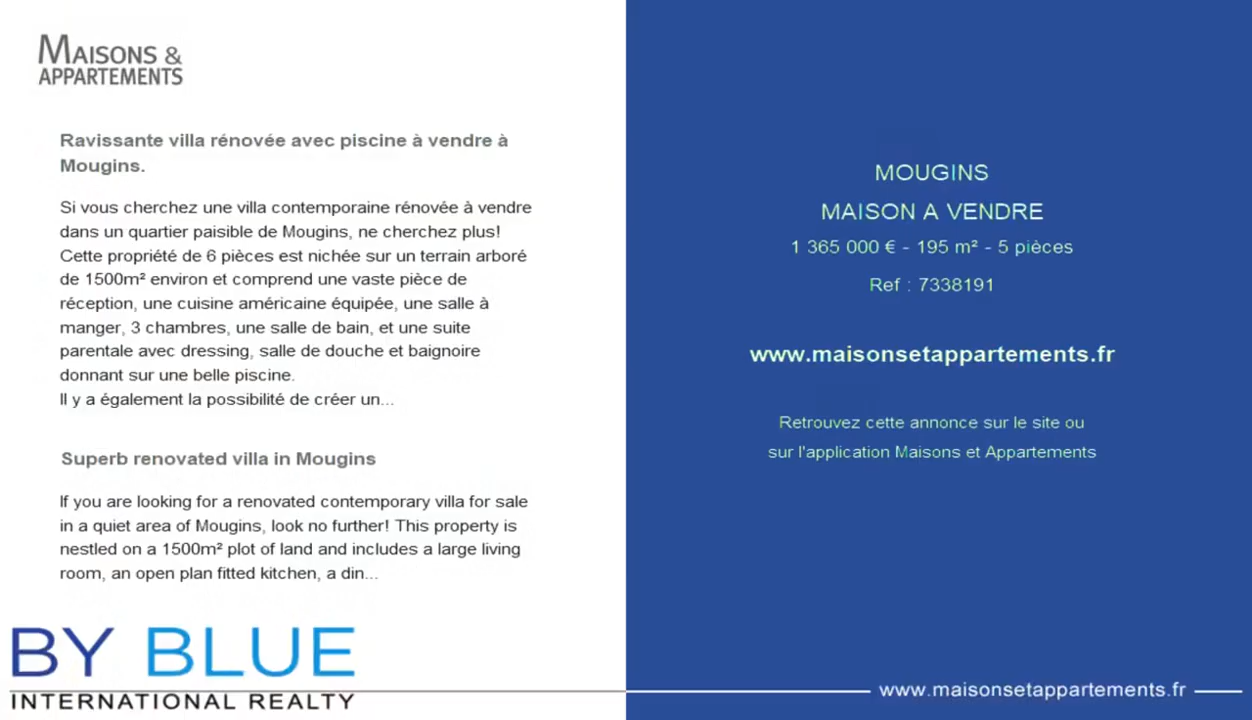 MAISONS &
APPARTEMENTS
Ravissante villa rénovée avec piscine à vendre à
Mougins.
Si vous cherchez une villa contemporaine rénovée à vendre
dans un quartier paisible de Mougins, ne cherchez plus!
Cette propriété de 6 pièces est nichée sur un terrain arboré
de 1500m² environ et comprend une vaste pièce de
réception, une cuisine américaine équipée, une salle à
manger, 3 chambres, une salle de bain, et une suite
parentale avec dressing, salle de douche et baignoire
donnant sur une belle piscine.
Il y a également la possibilité de créer un...
Superb renovated villa in Mougins
If you are looking for a renovated contemporary villa for sale
in a quiet area of Mougins, look no further! This property is
nestled on a 1500m² plot of land and includes a large living
room, an open plan fitted kitchen, a din...
BY BLUE
INTERNATIONAL REALTY
MOUGINS
MAISON A VENDRE
1 365 000 € - 195 m² - 5 pièces
Ref : 7338191
www.maisonsetappartements.fr
Retrouvez cette annonce sur le site ou
sur l'application Maisons et Appartements
www.maisonsetappartements.fr